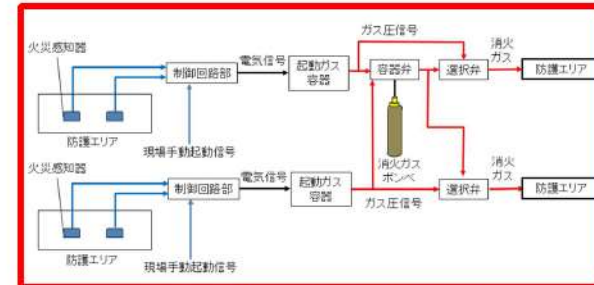 火災感知器
防護エリア
現場手動起動信号
制御回路部
電気信号
起動ガス
容器
ガス圧信号
容器弁
消火ガス
ボンベ
選択弁
消火
ガス
防護エリア
火災感知器
防護エリア
現場手動起動信号
制御回路部
電気信号
起動ガス
容器
ガス圧信号
選択弁
消火
ガス
防護エリア